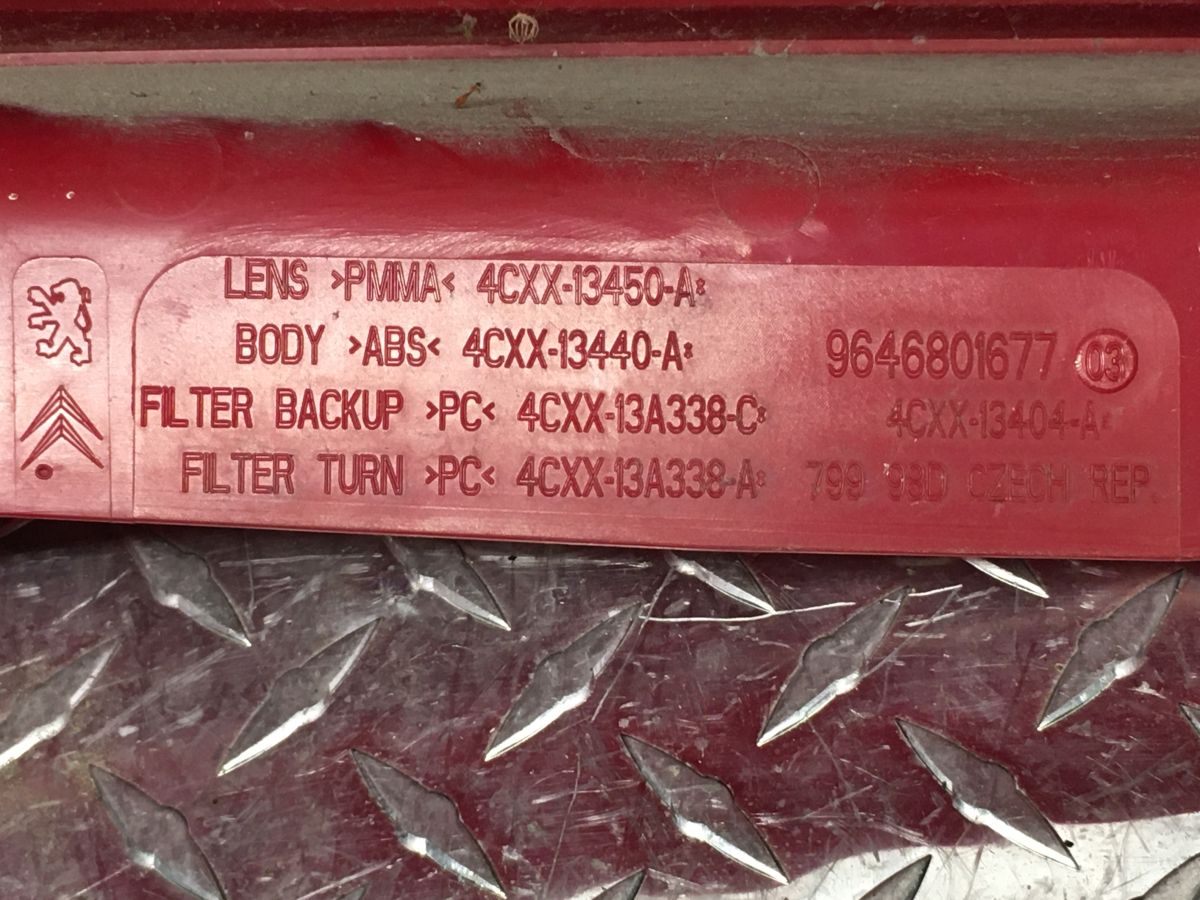 LENS >PMMA< 4CXX-13450-A*
BODY >ABS< 4CXX-13440-A*
FILTER BACKUP >PC< 4CXX-13A338-C*
FILTER TURN >PC< 4CXX-13A338-A*
9646801677 03
4CXX-13404-A*
799 98D CZECH REP.